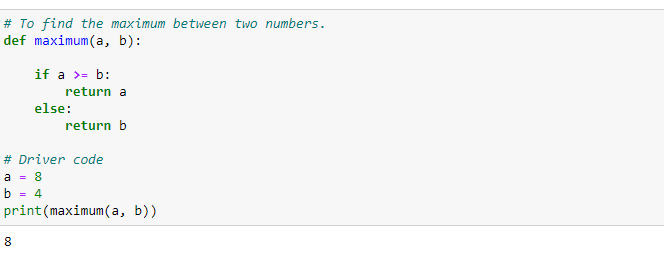 # To find the maximum between two numbers.
def maximum(a, b):

    if a >= b:
        return a
    else:
        return b

# Driver code
a = 8
b = 4
print(maximum(a, b))
8